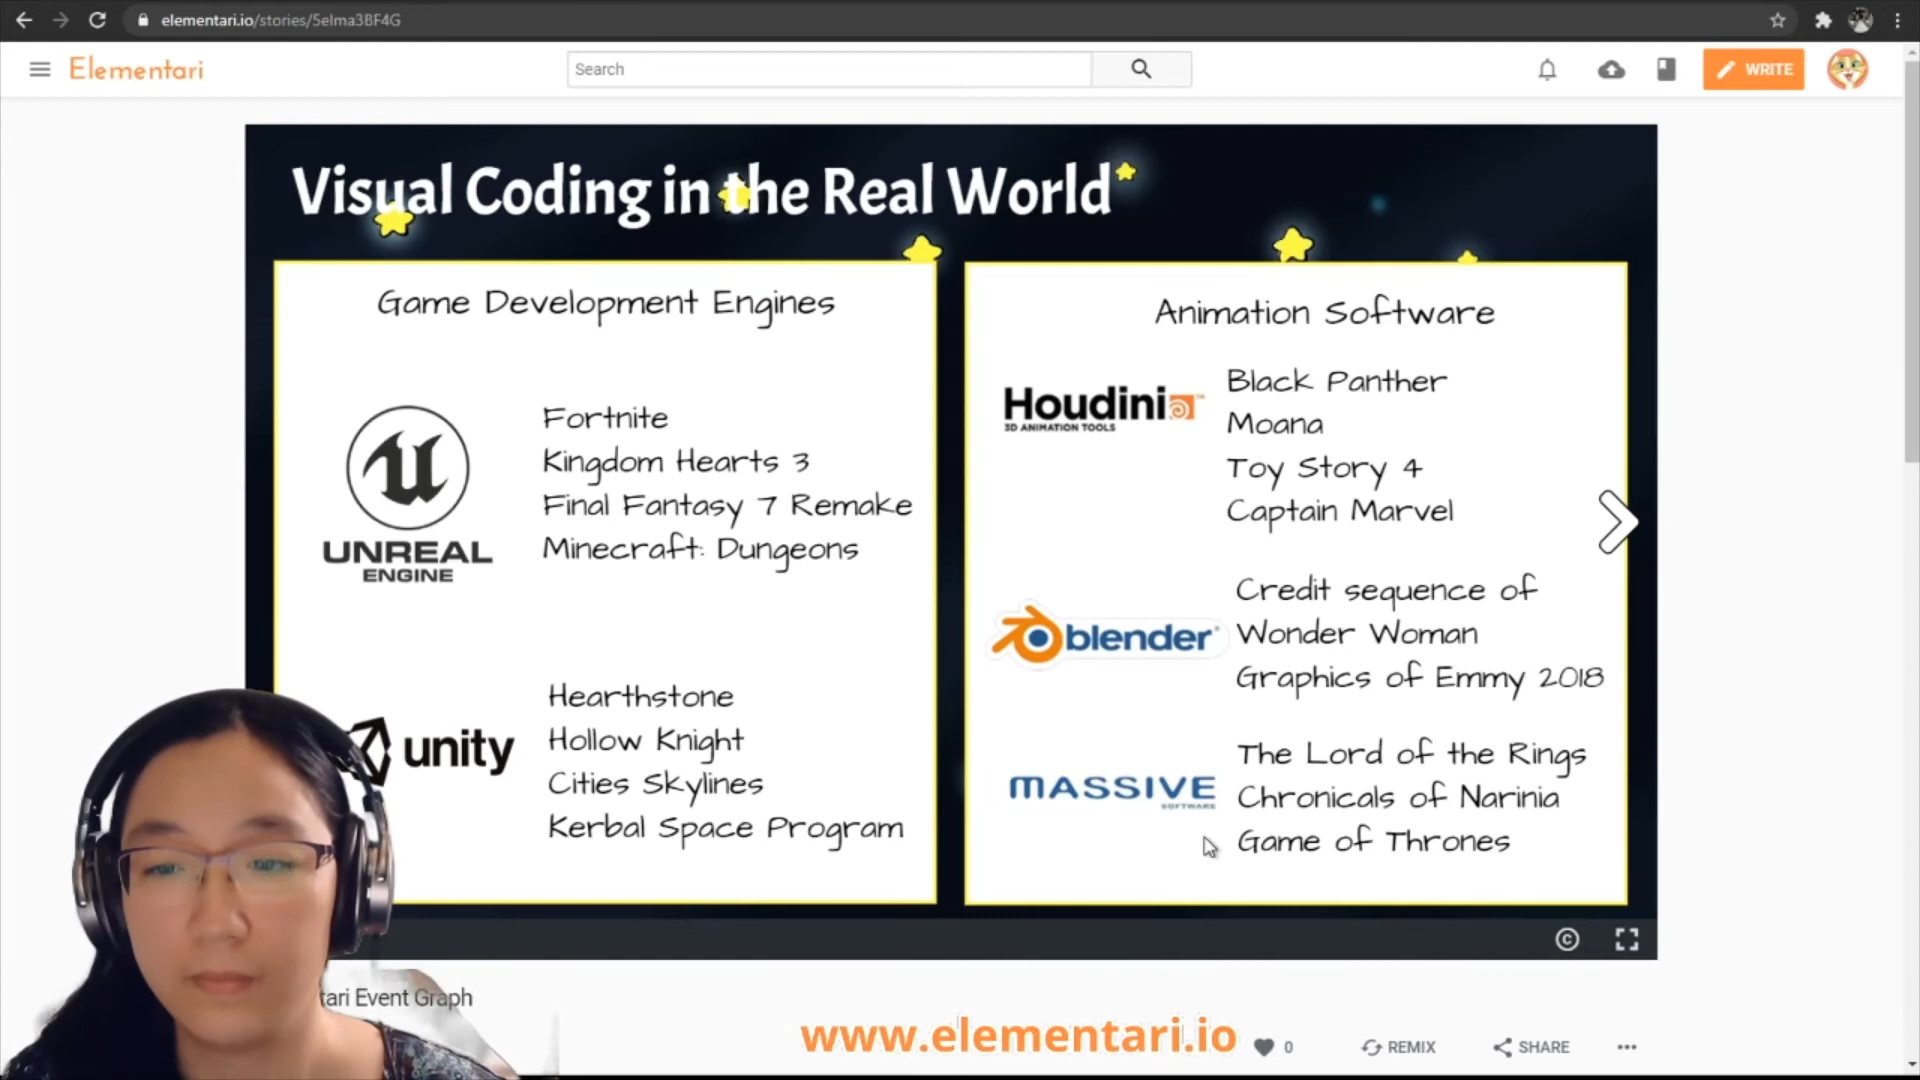 elementari.io/stories/5elma3BF4G
Elementari
Search
WRITE
Visual Coding in the Real World
Game Development Engines
UNREAL
ENGINE
Fortnite
Kingdom Hearts 3
Final Fantasy 7 Remake
Minecraft: Dungeons
unity
Hearthstone
Hollow Knight
Cities Skylines
Kerbal Space Program
Animation Software
Houdini
3D ANIMATION TOOLS
Black Panther
Moana
Toy Story 4
Captain Marvel
blender
Credit sequence of
Wonder Woman
Graphics of Emmy 2018
MASSIVE
SOFTWARE
The Lord of the Rings
Chronicals of Narinia
Game of Thrones
tari Event Graph
www.elementari.io
0
REMIX
SHARE